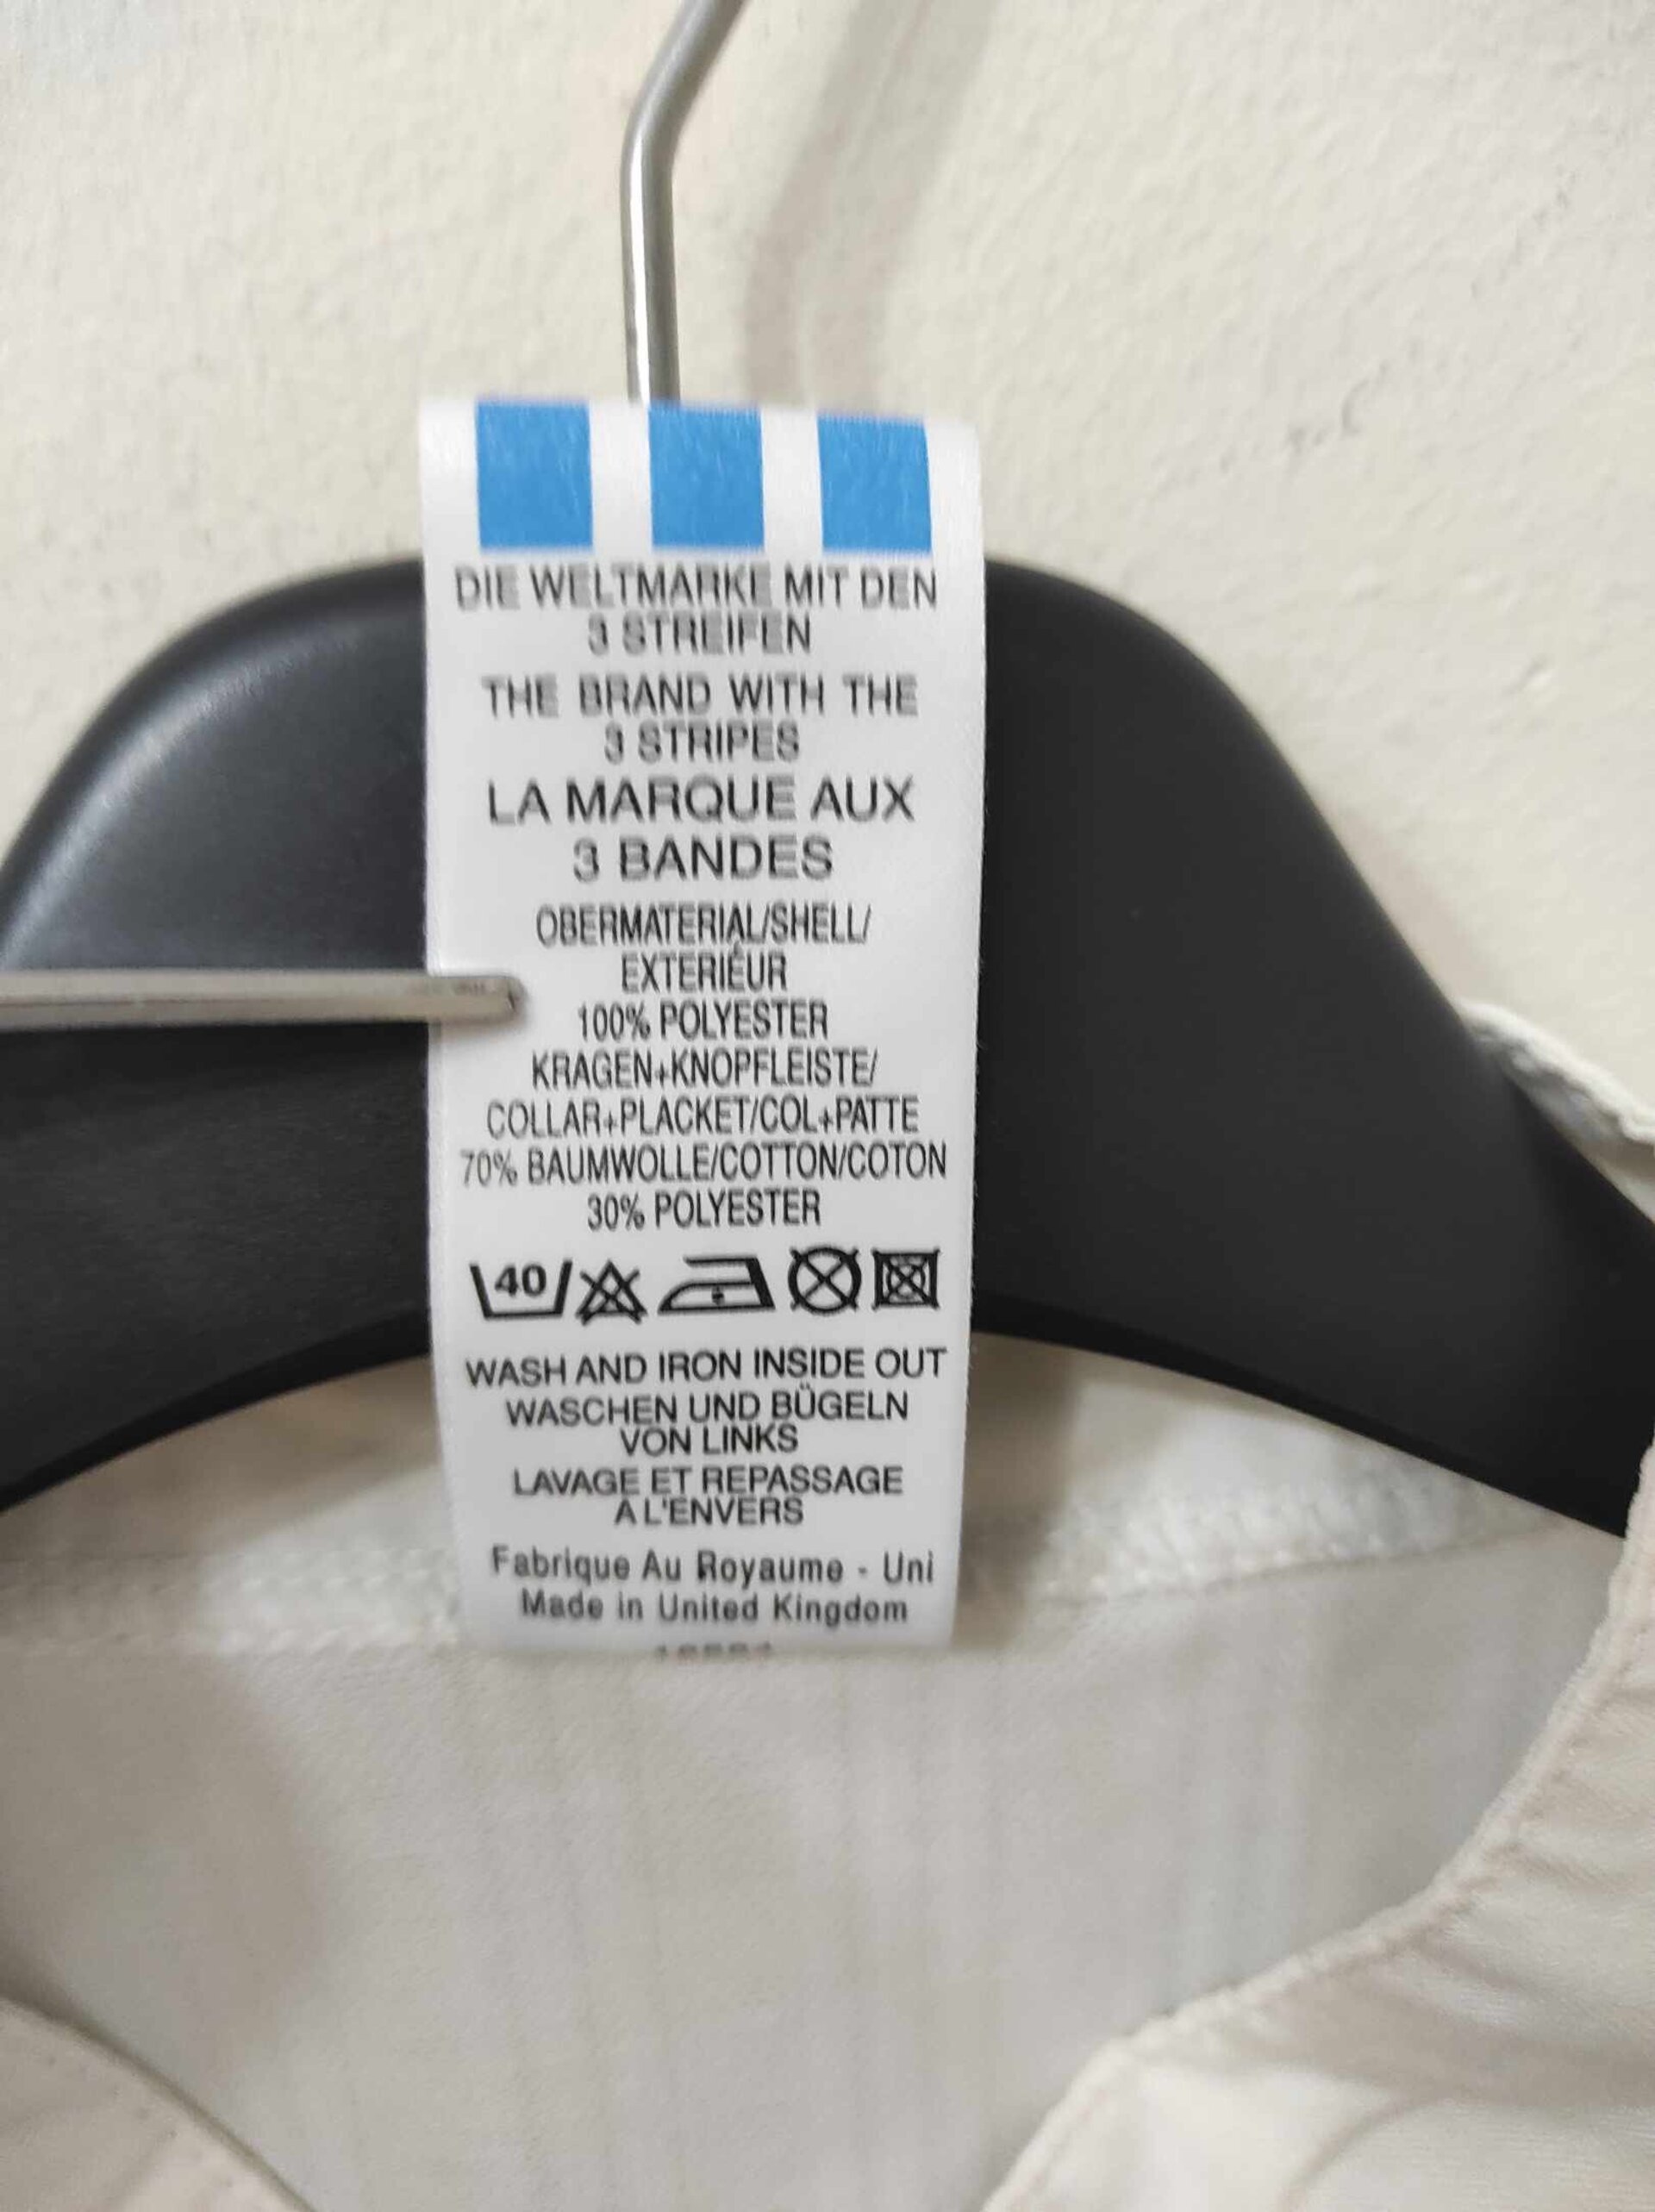 DIE WELTMARKE MIT DEN
3 STREIFEN
THE BRAND WITH THE
3 STRIPES
LA MARQUE AUX
3 BANDES
OBERMATERIAL/SHELL/
EXTERIÉUR
100% POLYESTER
KRAGEN+KNOPFLEISTE/
COLLAR+PLACKET/COL+PATTE
70% BAUMWOLLE/COTTON/COTON
30% POLYESTER
40
WASH AND IRON INSIDE OUT
WASCHEN UND BÜGELN
VON LINKS
LAVAGE ET REPASSAGE
A L'ENVERS
Fabrique Au Royaume - Uni
Made in United Kingdom